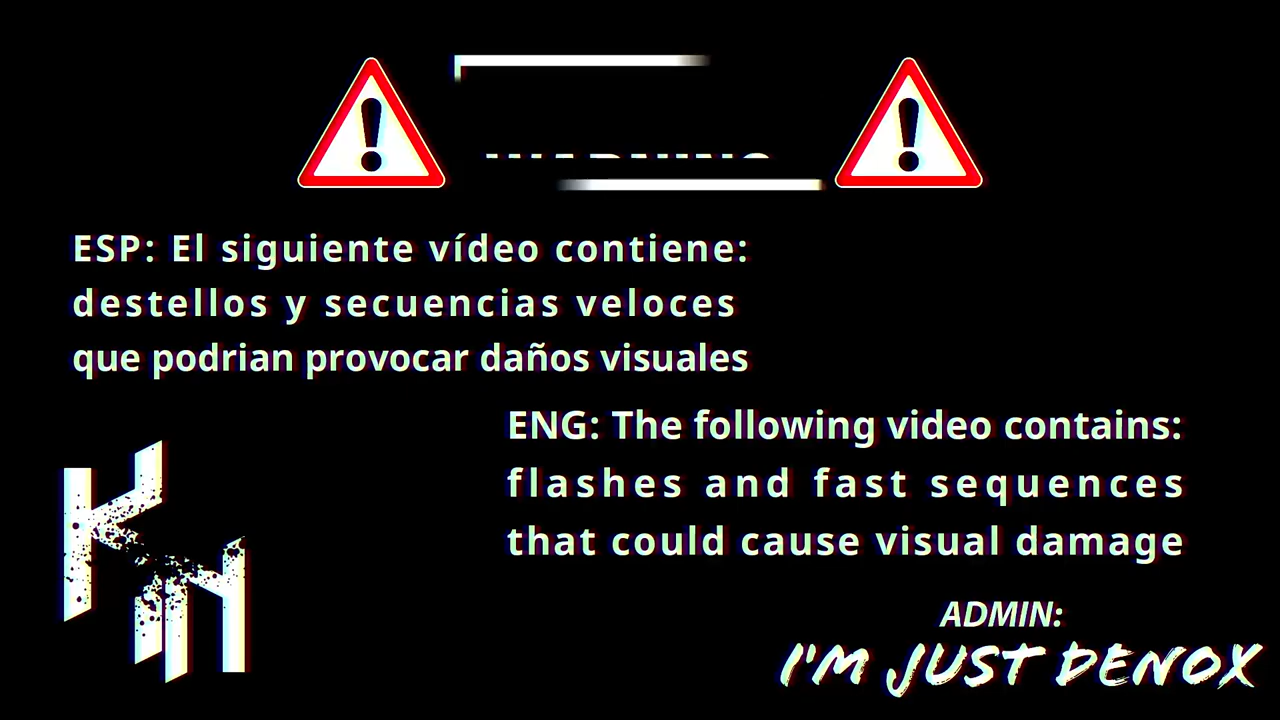 ESP: El siguiente vídeo contiene:
destellos y secuencias veloces
que podrian provocar daños visuales
ENG: The following video contains:
flashes and fast sequences
that could cause visual damage
ADMIN:
I'M JUST DENOX